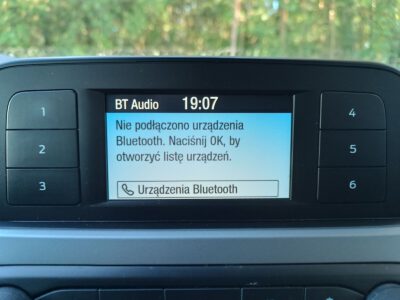 BT Audio 19:07
1
2
3
Nie podłączono urządzenia
Bluetooth. Naciśnij OK, by
otworzyć listę urządzeń.
Urządzenia Bluetooth
4
5
6